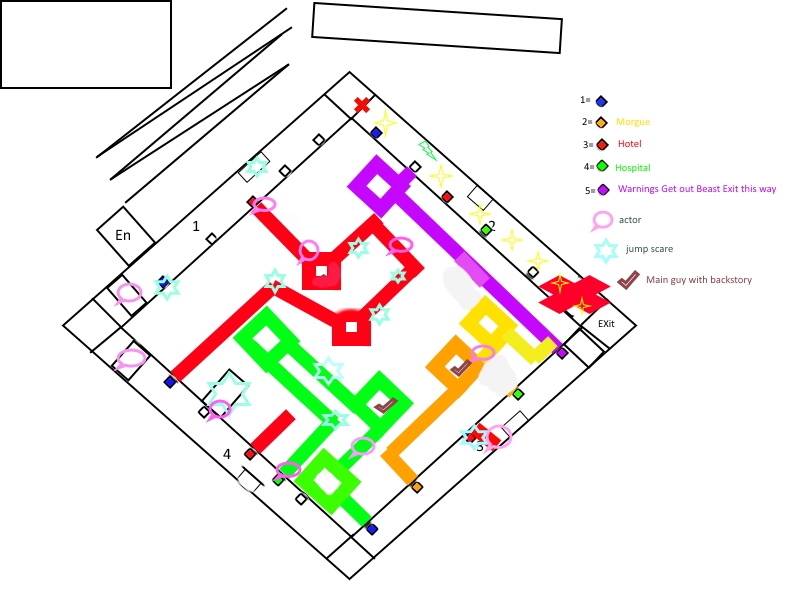 1=
2= Morgue
3= Hotel
4= Hospital
5= Warnings Get out Beast Exit this way
actor
jump scare
Main guy with backstory
En
1
2
EXit
3
4